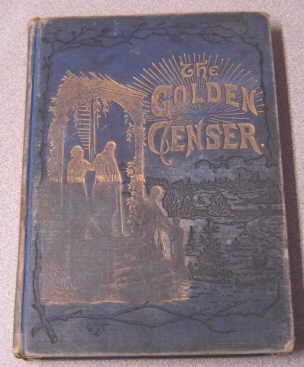 The
GOLDEN
CENSER.